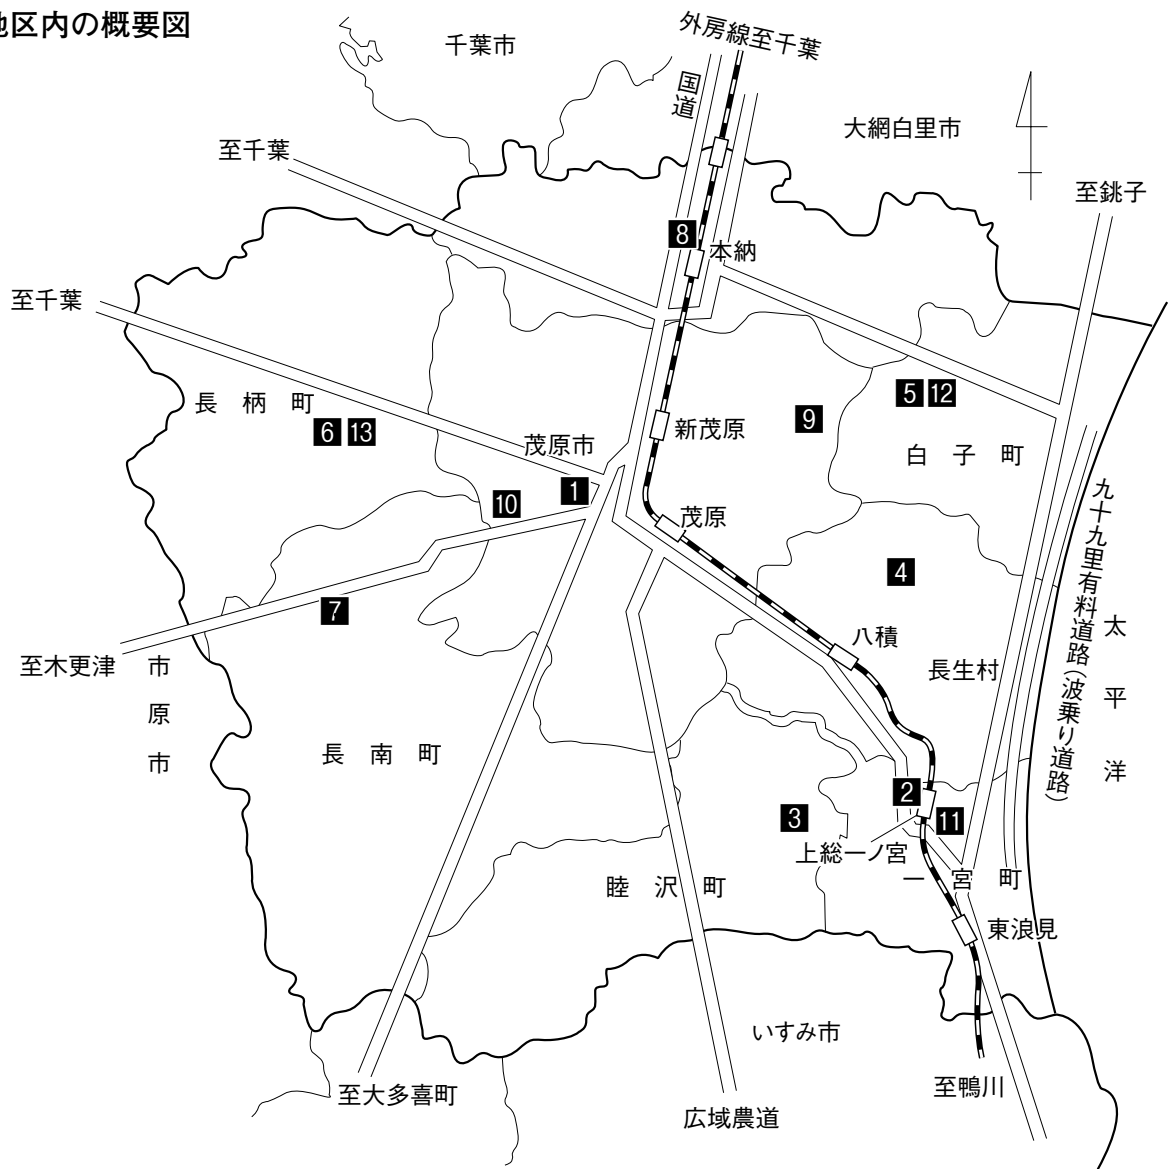 地区内の概要図
外房線至千葉
千葉市
国道
大網白里市
至千葉
至銚子
8
本納
至千葉
5 12
長柄町
9
6 13
新茂原
茂原市
白子町
1
10
茂原
九十九里有料道路(波乗り道路)
4
7
太平洋
八積
至木更津
市原市
長生村
長南町
2
3
11
上総一ノ宮
一宮町
睦沢町
東浪見
いすみ市
至鴨川
至大多喜町
広域農道